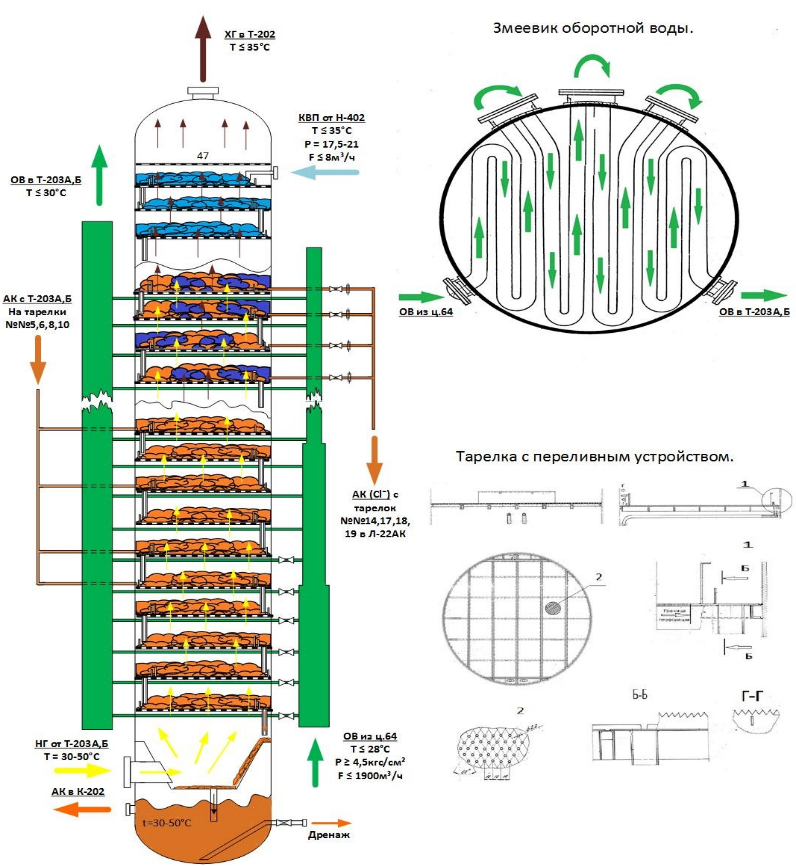 ХГ в Т-202
Т ≤ 35°С
Змеевик оборотной воды.
КВП от Н-402
Т ≤ 35°С
Р = 17,5-21
F ≤ 8м³/ч
47
ОВ в Т-203А,Б
Т ≤ 30°С
АК с Т-203А,Б
На тарелки
№№5,6,8,10
ОВ из ц.64
ОВ в Т-203А,Б
Тарелка с переливным устройством.
АК (Cl⁻) с
тарелок
№№14,17,18,
19 в Л-22АК
Г
1
2
1
Б
Б
2
Б-Б
Г-Г
НГ от Т-203А,Б
Т = 30-50°С
ОВ из ц.64
Т ≤ 28°С
Р ≥ 4,5кгс/см²
F ≤ 1900м³/ч
АК в К-202
t=30-50°С
Дренаж